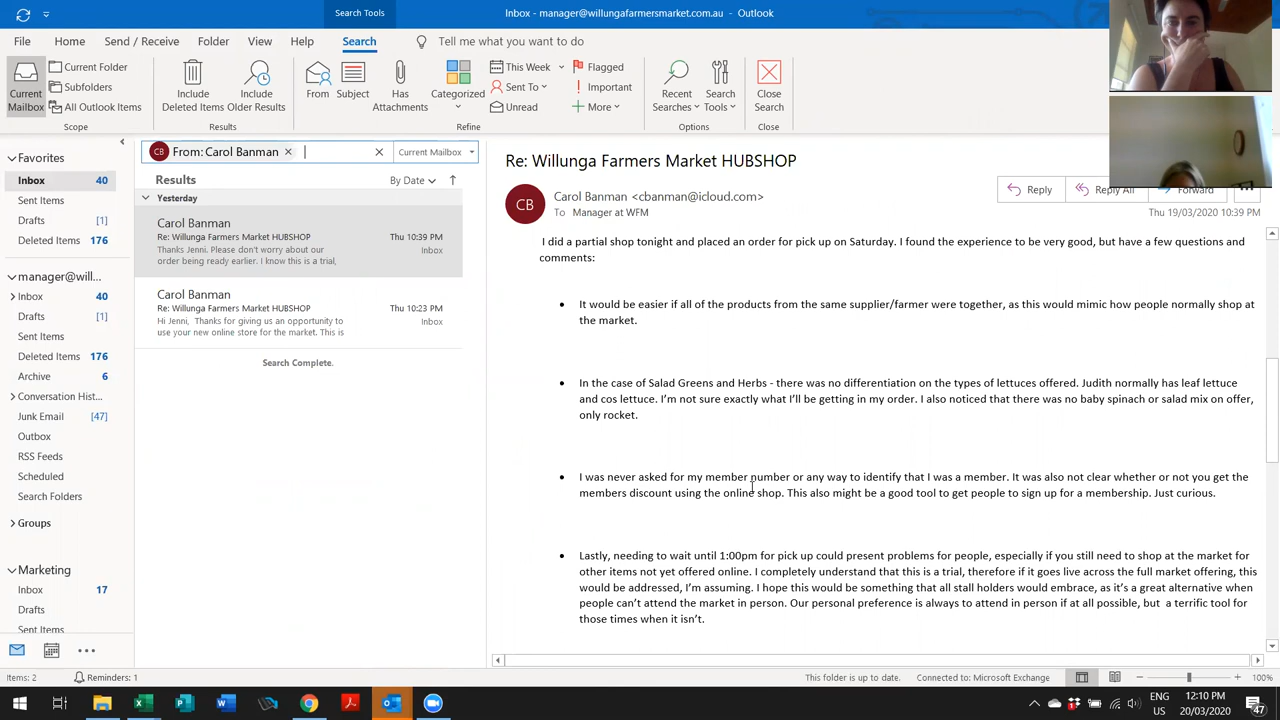 Search Tools
Inbox - manager@willungafarmersmarket.com.au - Outlook
File
Home
Send / Receive
Folder
View
Help
Search
Tell me what you want to do
Current Mailbox
Current Folder
Subfolders
All Outlook Items
Scope
Include Deleted Items
Include Older Results
Results
From
Subject
Has Attachments
Categorized
This Week
Sent To
Unread
Flagged
Important
More
Refine
Recent Searches
Search Tools
Options
Close Search
Close
Favorites
Inbox 40
Sent Items
Drafts [1]
Deleted Items 176
manager@will...
Inbox 40
Drafts [1]
Sent Items
Deleted Items 176
Archive 6
Conversation Hist...
Junk Email [47]
Outbox
RSS Feeds
Scheduled
Search Folders
Groups
Marketing
Inbox 17
Drafts
Sent Items
CB From: Carol Banman
Current Mailbox
Results
By Date
Yesterday
Carol Banman
Re: Willunga Farmers Market HUBSHOP Thu 10:39 PM
Thanks Jenni. Please don't worry about our Inbox
order being ready earlier. I know this is a trial,
Carol Banman
Re: Willunga Farmers Market HUBSHOP Thu 10:23 PM
Hi Jenni, Thanks for giving us an opportunity to Inbox
use your new online store for the market. This is
Search Complete.
Re: Willunga Farmers Market HUBSHOP
CB
Carol Banman <cbanman@icloud.com>
To Manager at WFM
Reply
Reply All
Forward
Thu 19/03/2020 10:39 PM
I did a partial shop tonight and placed an order for pick up on Saturday. I found the experience to be very good, but have a few questions and
comments:
• It would be easier if all of the products from the same supplier/farmer were together, as this would mimic how people normally shop at
the market.
• In the case of Salad Greens and Herbs - there was no differentiation on the types of lettuces offered. Judith normally has leaf lettuce
and cos lettuce. I'm not sure exactly what I'll be getting in my order. I also noticed that there was no baby spinach or salad mix on offer,
only rocket.
• I was never asked for my member number or any way to identify that I was a member. It was also not clear whether or not you get the
members discount using the online shop. This also might be a good tool to get people to sign up for a membership. Just curious.
• Lastly, needing to wait until 1:00pm for pick up could present problems for people, especially if you still need to shop at the market for
other items not yet offered online. I completely understand that this is a trial, therefore if it goes live across the full market offering, this
would be addressed, I'm assuming. I hope this would be something that all stall holders would embrace, as it's a great alternative when
people can't attend the market in person. Our personal preference is always to attend in person if at all possible, but a terrific tool for
those times when it isn't.
Items: 2
Reminders: 1
This folder is up to date.
Connected to: Microsoft Exchange
100%
ENG
US
12:10 PM
20/03/2020
47